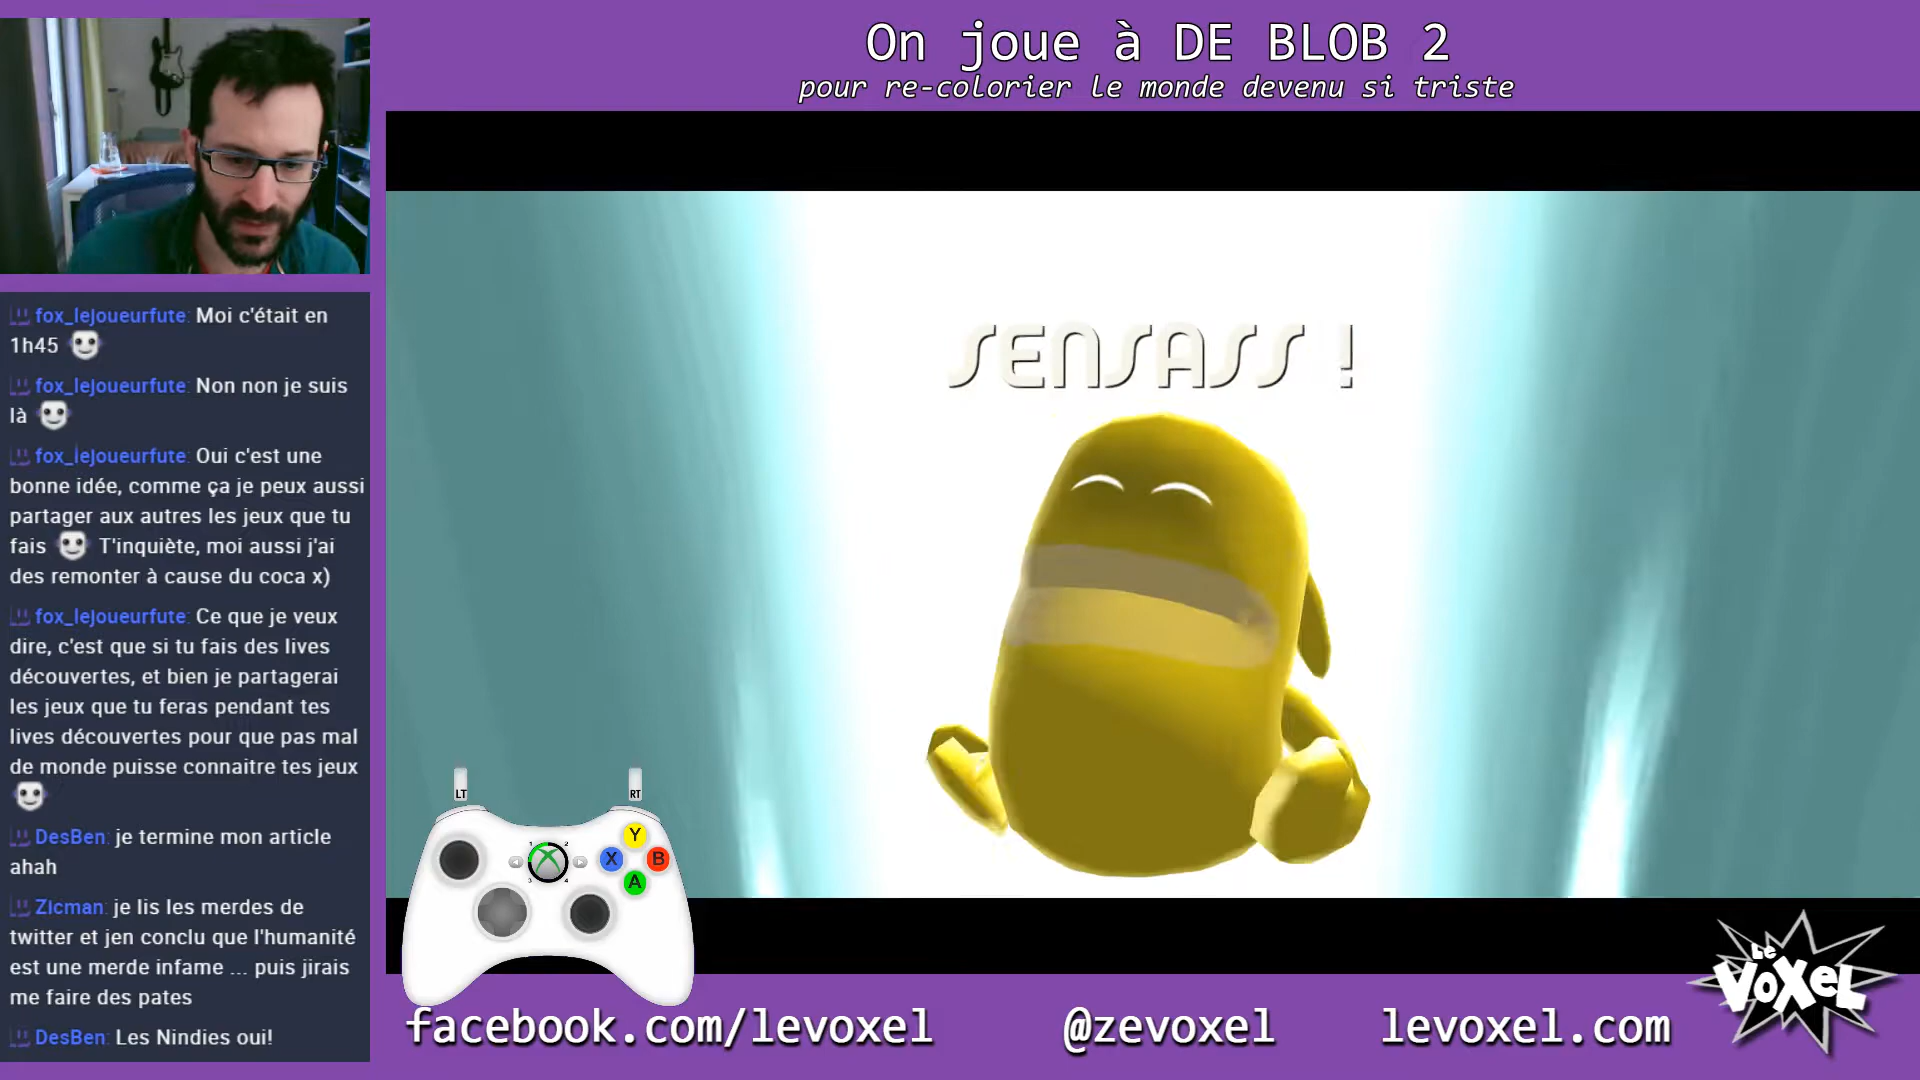 On joue à DE BLOB 2
pour re-colorier le monde devenu si triste
fox_lejoueurfute: Moi c'était en
1h45
fox_lejoueurfute: Non non je suis
là
fox_lejoueurfute: Oui c'est une
bonne idée, comme ça je peux aussi
partager aux autres les jeux que tu
fais T'inquiète, moi aussi j'ai
des remonter à cause du coca x)
fox_lejoueurfute: Ce que je veux
dire, c'est que si tu fais des lives
découvertes, et bien je partagerai
les jeux que tu feras pendant tes
lives découvertes pour que pas mal
de monde puisse connaitre tes jeux
DesBen: je termine mon article
ahah
Zicman: je lis les merdes de
twitter et jen conclu que l'humanité
est une merde infame ... puis jirais
me faire des pates
DesBen: Les Nindies oui!
SENSASS !
LT
RT
1 2
Y
X B
A
3 4
Le
VOXEL
facebook.com/levoxel @zevoxel levoxel.com